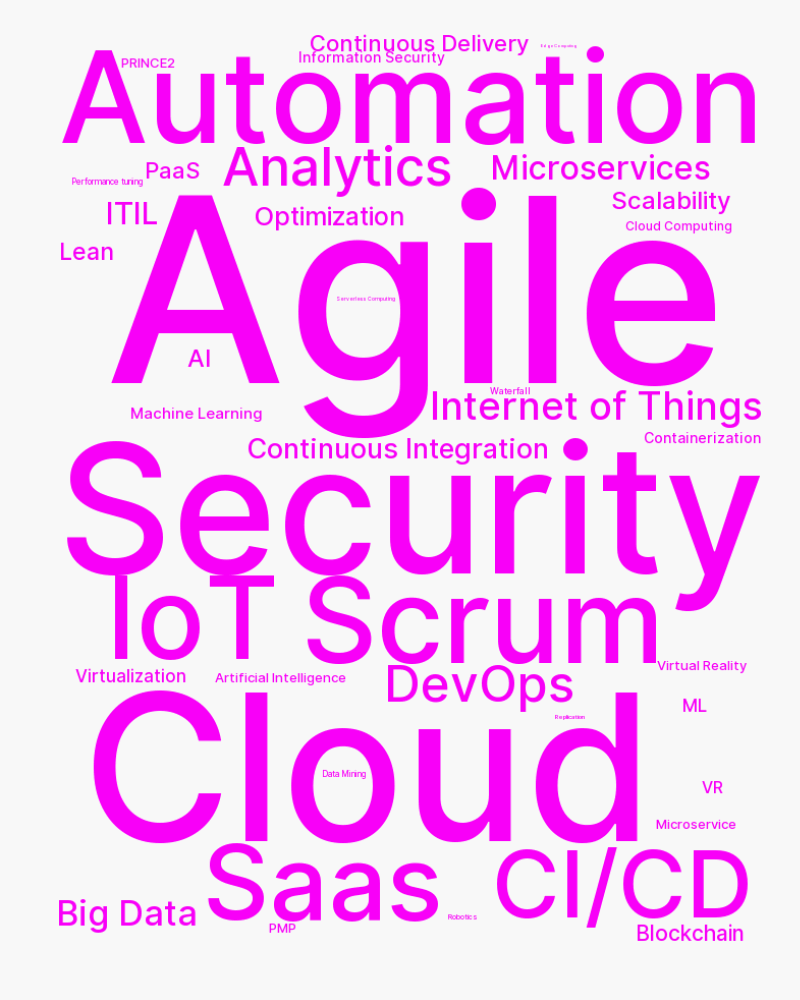 Continuous Delivery
Edge Computing
Information Security
PRINCE2
Automation
Analytics
Microservices
PaaS
Performance tuning
Scalability
ITIL
Optimization
Cloud Computing
Lean
Agile
Serverless Computing
AI
Waterfall
Internet of Things
Machine Learning
Containerization
Continuous Integration
Security
IoT
Scrum
Virtual Reality
Virtualization
Artificial Intelligence
DevOps
ML
Replication
Cloud
Data Mining
VR
Microservice
Saas
CI/CD
Big Data
Robotics
PMP
Blockchain